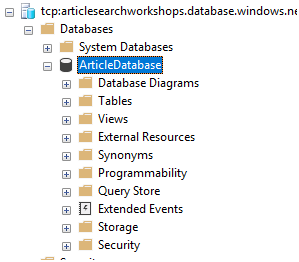 tcp:articlesearchworkshops.database.windows.ne
Databases
System Databases
ArticleDatabase
Database Diagrams
Tables
Views
External Resources
Synonyms
Programmability
Query Store
Extended Events
Storage
Security